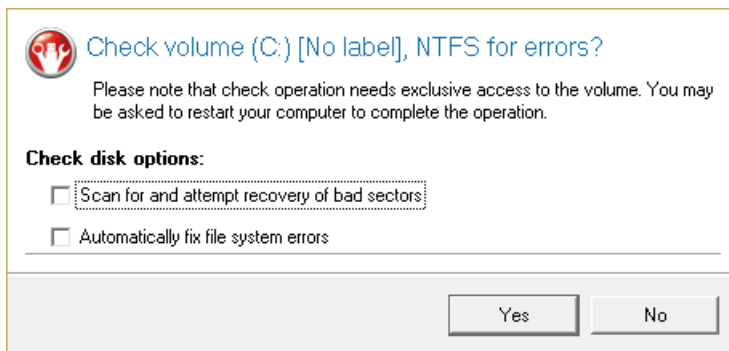 Check volume (C:) [No label], NTFS for errors?
Please note that check operation needs exclusive access to the volume. You may
be asked to restart your computer to complete the operation.
Check disk options:
Scan for and attempt recovery of bad sectors
Automatically fix file system errors
Yes
No